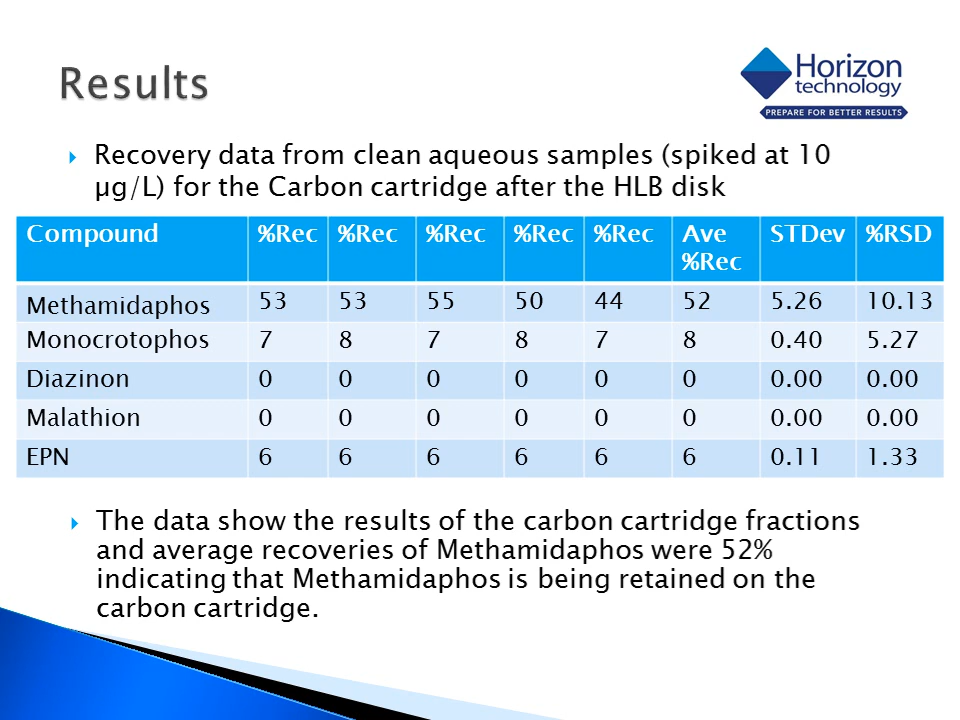 Results
Horizon
technology
PREPARE FOR BETTER RESULTS
Recovery data from clean aqueous samples (spiked at 10
µg/L) for the Carbon cartridge after the HLB disk
Compound %Rec %Rec %Rec %Rec %Rec Ave %Rec STDev %RSD
Methamidaphos 53 53 55 50 44 52 5.26 10.13
Monocrotophos 7 8 7 8 7 8 0.40 5.27
Diazinon 0 0 0 0 0 0 0.00 0.00
Malathion 0 0 0 0 0 0 0.00 0.00
EPN 6 6 6 6 6 6 0.11 1.33
The data show the results of the carbon cartridge fractions
and average recoveries of Methamidaphos were 52%
indicating that Methamidaphos is being retained on the
carbon cartridge.